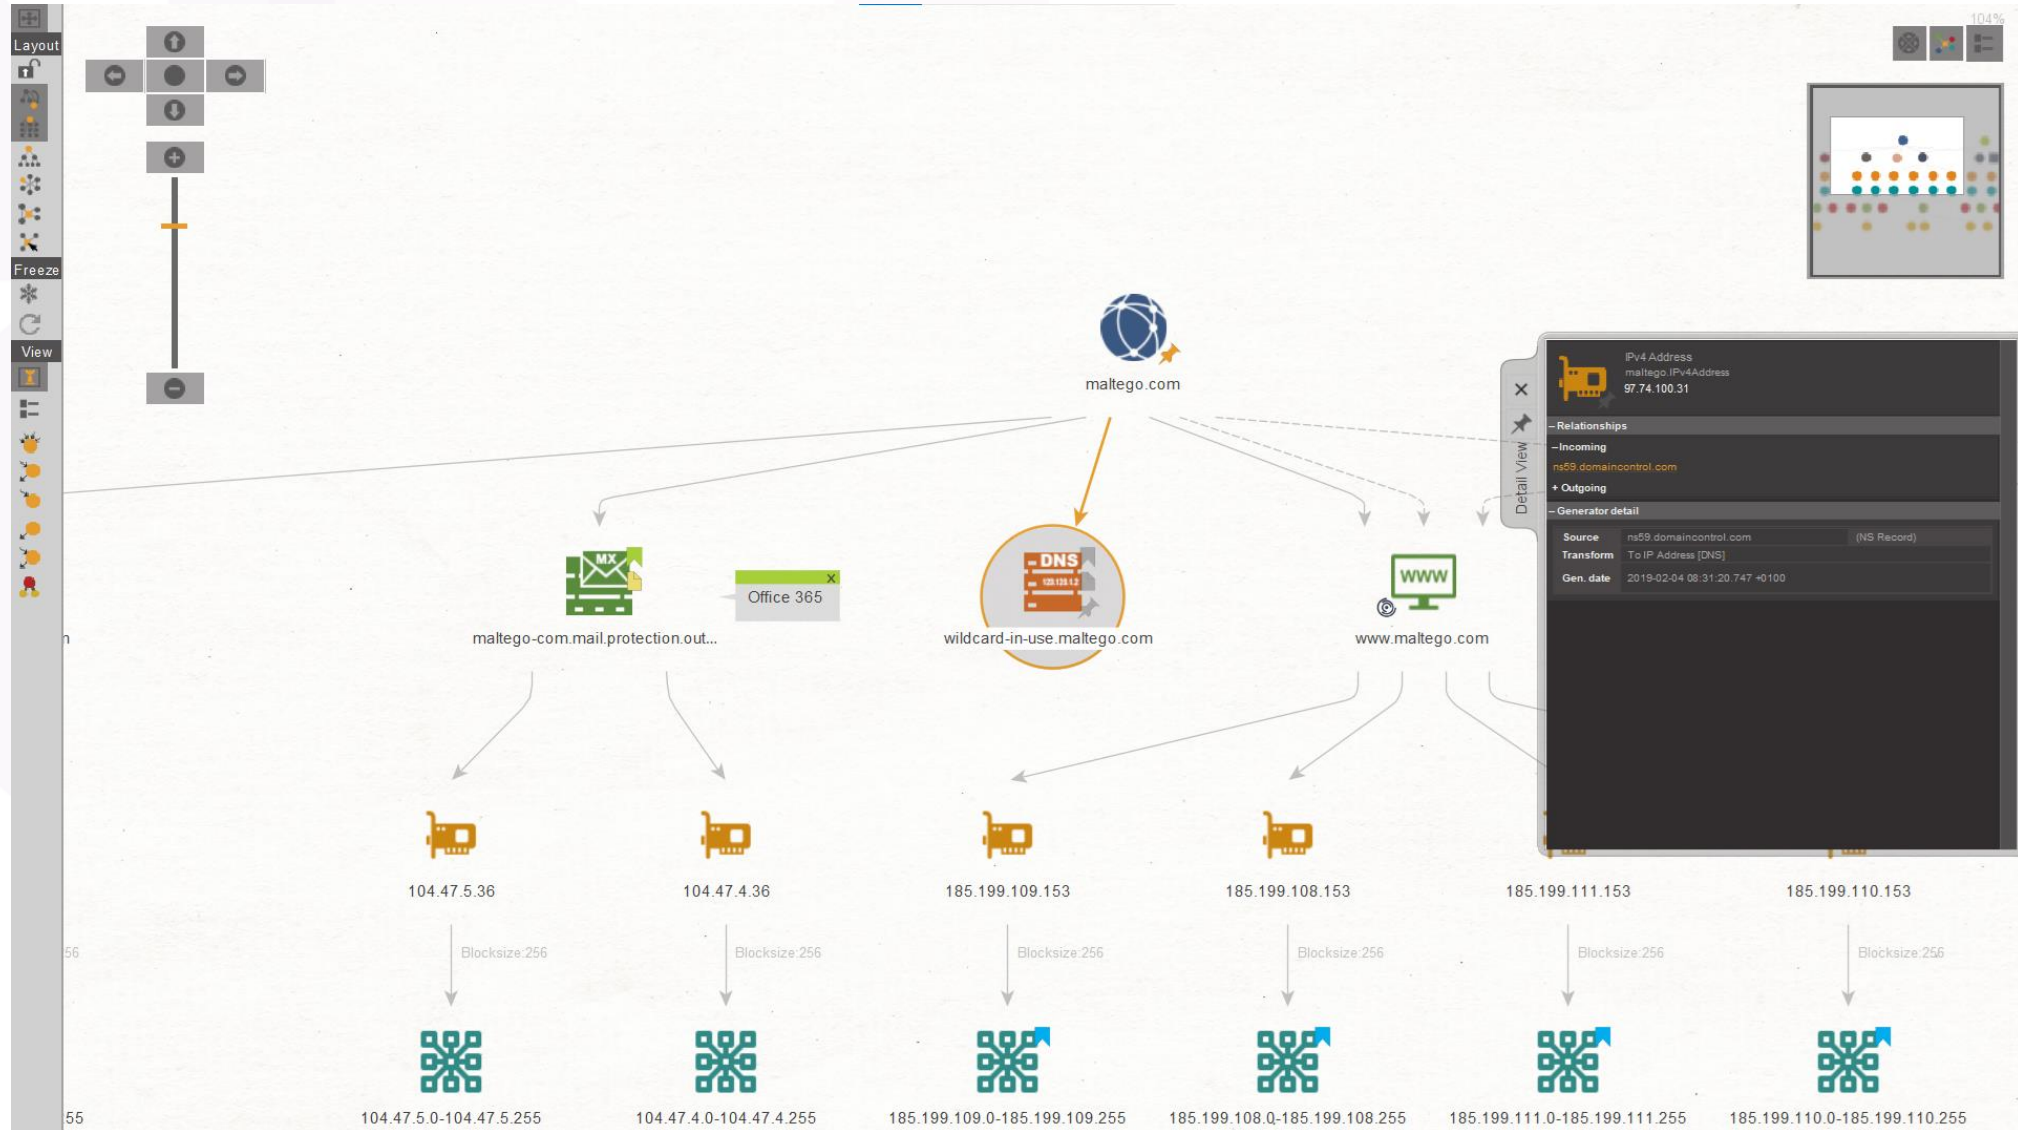 104%
Layout
Freeze
View
maltego.com
IPv4 Address
maltego.IPv4Address
97.74.100.31
– Relationships
– Incoming
ns59.domaincontrol.com
+ Outgoing
– Generator detail
Source ns59.domaincontrol.com (NS Record)
Transform To IP Address [DNS]
Gen. date 2019-02-04 08:31:20.747 +0100
Detail View
MX
Office 365
X
DNS
WWW
maltego-com.mail.protection.out...
wildcard-in-use.maltego.com
www.maltego.com
104.47.5.36
104.47.4.36
185.199.109.153
185.199.108.153
185.199.111.153
185.199.110.153
56
Blocksize:256
Blocksize:256
Blocksize:256
Blocksize:256
Blocksize:256
Blocksize:256
55
104.47.5.0-104.47.5.255
104.47.4.0-104.47.4.255
185.199.109.0-185.199.109.255
185.199.108.0-185.199.108.255
185.199.111.0-185.199.111.255
185.199.110.0-185.199.110.255